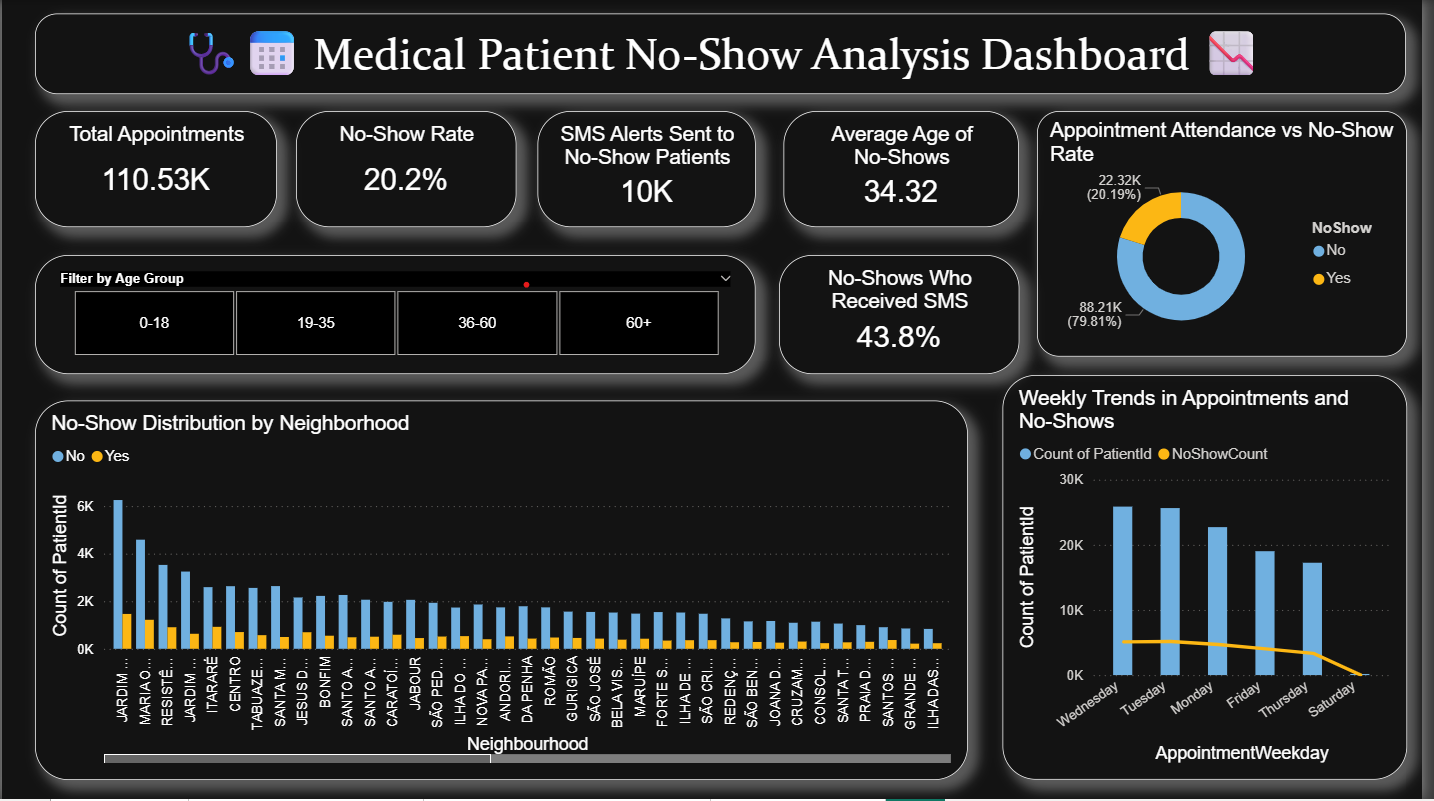 Medical Patient No-Show Analysis Dashboard
Total Appointments
110.53K
No-Show Rate
20.2%
SMS Alerts Sent to
No-Show Patients
10K
Average Age of
No-Shows
34.32
Appointment Attendance vs No-Show
Rate
22.32K
(20.19%)
88.21K
(79.81%)
NoShow
No
Yes
Filter by Age Group
0-18
19-35
36-60
60+
No-Shows Who
Received SMS
43.8%
No-Show Distribution by Neighborhood
No Yes
Count of PatientId
6K
4K
2K
0K
JARDIM ...
MARIA O...
RESISTÊ...
JARDIM ...
ITARARÉ
CENTRO
TABUAZE...
SANTA M...
JESUS D...
BONFIM
SANTO A...
SANTO A...
CARATOÍ...
JABOUR
SÃO PED...
ILHA DO ...
NOVA PA...
ANDORI...
DA PENHA
ROMÃO
GURIGICA
SÃO JOSÉ
BELA VIS...
MARUÍPE
FORTE S...
ILHA DE ...
SÃO CRI...
REDENÇ...
SÃO BEN...
JOANA D...
CRUZAM...
CONSOL...
SANTA T...
PRAIA D...
SANTOS ...
GRANDE ...
ILHA DAS...
Neighbourhood
Weekly Trends in Appointments and
No-Shows
Count of PatientId NoShowCount
Count of PatientId
30K
20K
10K
0K
Wednesday
Tuesday
Monday
Friday
Thursday
Saturday
AppointmentWeekday